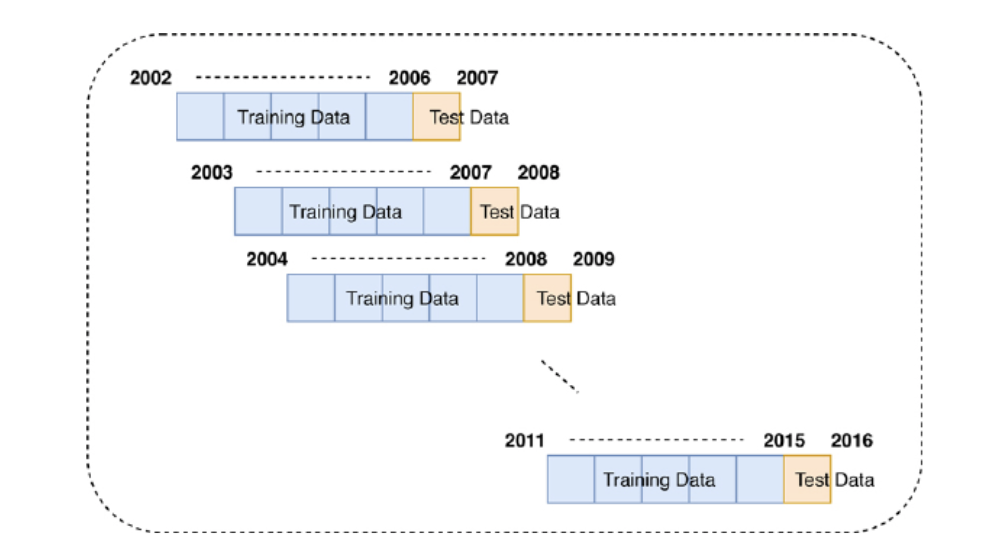 2002 2006 2007
Training Data Test Data
2003 2007 2008
Training Data Test Data
2004 2008 2009
Training Data Test Data
2011 2015 2016
Training Data Test Data